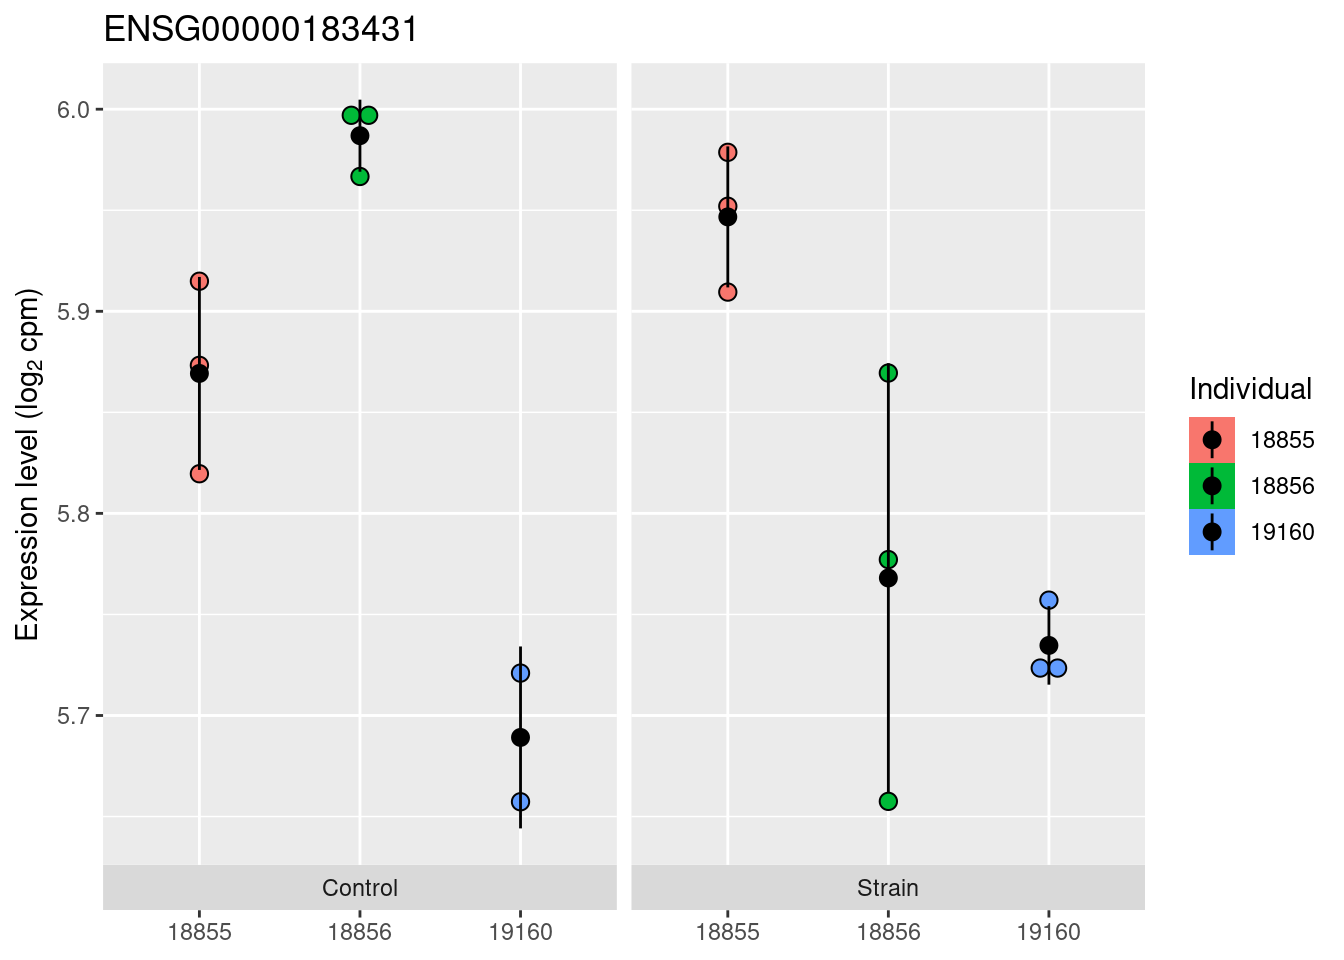 ENSG00000183431
Expression level (log₂ cpm)
6.0
5.9
5.8
5.7
Control
Strain
18855
18856
19160
18855
18856
19160
Individual
18855
18856
19160